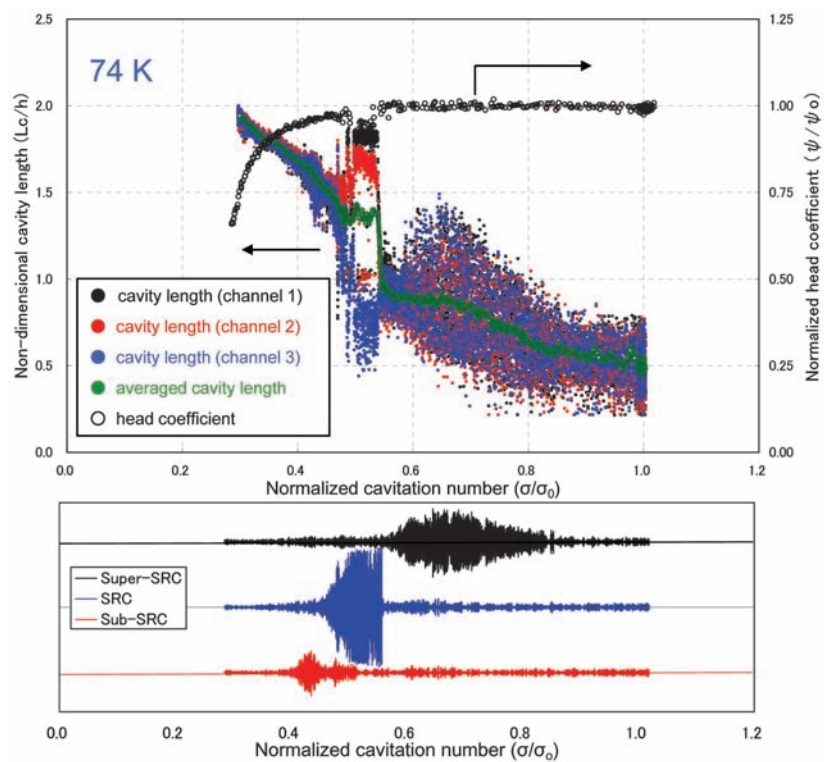 74 K
Non-dimensional cavity length (Lc/h)
2.5
2.0
1.5
1.0
0.5
0.0
Normalized head coefficient (ψ/ψo)
1.25
1.00
0.75
0.50
0.25
0.00
cavity length (channel 1)
cavity length (channel 2)
cavity length (channel 3)
averaged cavity length
head coefficient
0.0 0.2 0.4 0.6 0.8 1.0 1.2
Normalized cavitation number (σ/σ₀)
Super-SRC
SRC
Sub-SRC
0.0 0.2 0.4 0.6 0.8 1.0 1.2
Normalized cavitation number (σ/σₒ)